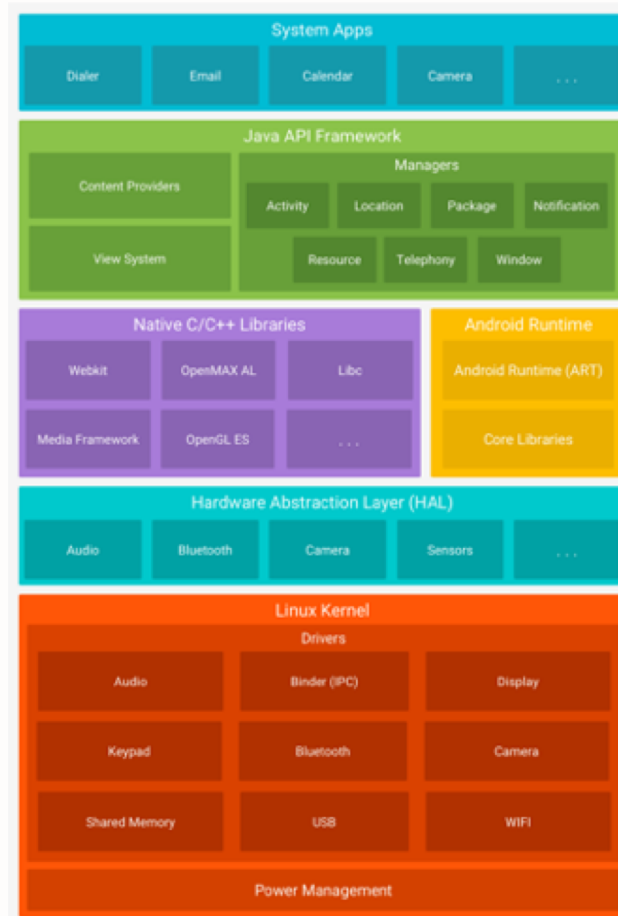 System Apps
Dialer
Email
Calendar
Camera
. . .
Java API Framework
Content Providers
View System
Managers
Activity
Location
Package
Notification
Resource
Telephony
Window
Native C/C++ Libraries
Webkit
OpenMAX AL
Libc
Media Framework
OpenGL ES
. . .
Android Runtime
Android Runtime (ART)
Core Libraries
Hardware Abstraction Layer (HAL)
Audio
Bluetooth
Camera
Sensors
. . .
Linux Kernel
Drivers
Audio
Binder (IPC)
Display
Keypad
Bluetooth
Camera
Shared Memory
USB
WIFI
Power Management